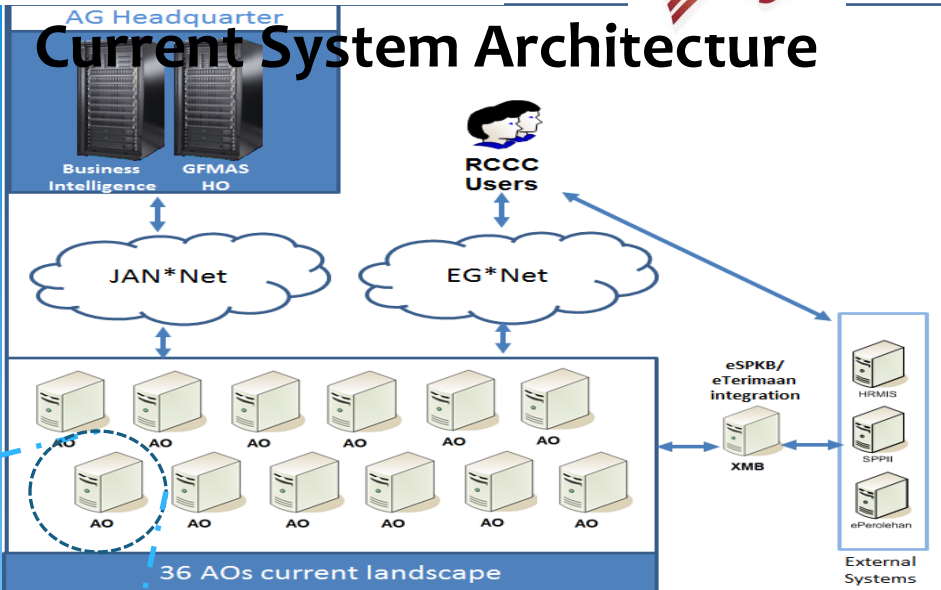 AG Headquarter
Current System Architecture
Business
Intelligence
GFMAS
HO
RCCC
Users
JAN*Net
EG*Net
eSPKB/
eTerimaan
integration
XMB
HRMIS
SPPII
ePerolehan
External
Systems
AO
AO
AO
AO
AO
AO
AO
AO
AO
AO
AO
AO
36 AOs current landscape